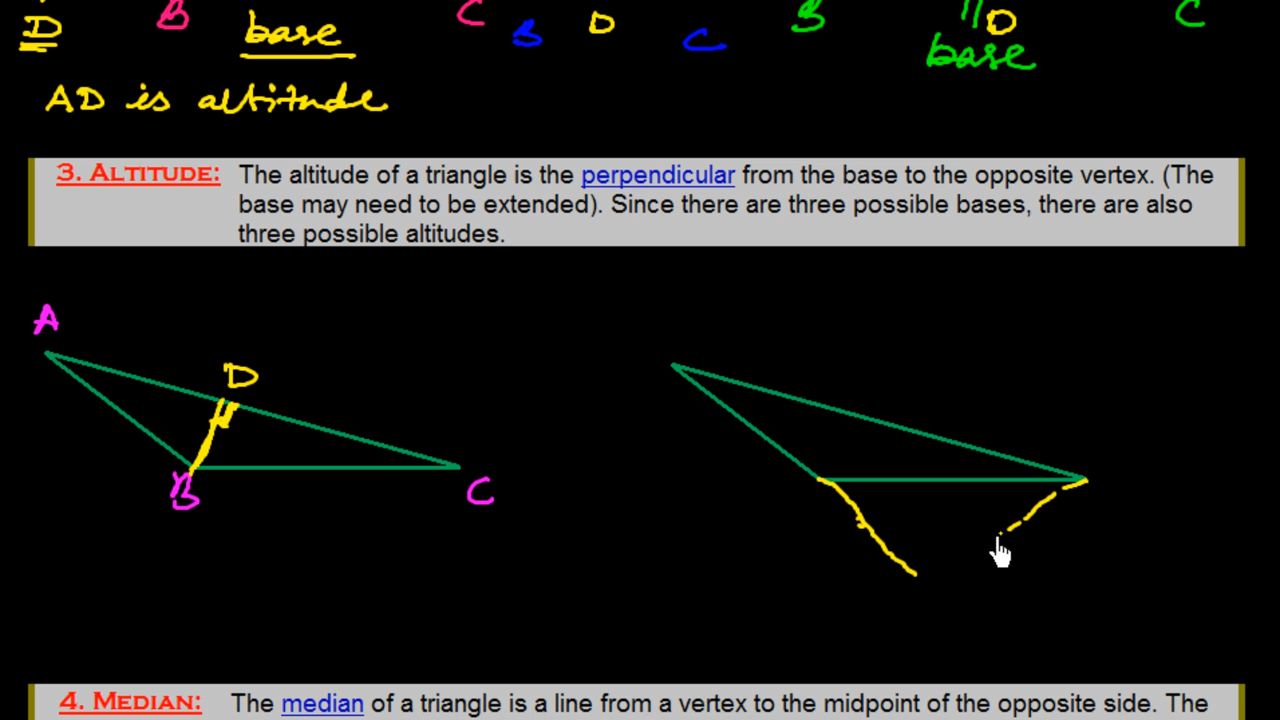 D B base C B D C B D C
base
AD is altitude
3. ALTITUDE: The altitude of a triangle is the perpendicular from the base to the opposite vertex. (The
base may need to be extended). Since there are three possible bases, there are also
three possible altitudes.
A
D
B C
4. MEDIAN: The median of a triangle is a line from a vertex to the midpoint of the opposite side. The